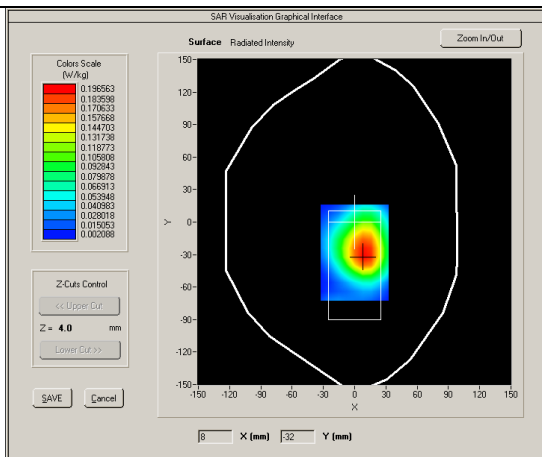 SAR Visualisation Graphical Interface
Surface Radiated Intensity
Zoom In/Out
Colors Scale
(W/kg)
0.196563
0.183598
0.170633
0.157668
0.144703
0.131738
0.118773
0.105808
0.092843
0.079878
0.066913
0.053948
0.040983
0.028018
0.015053
0.002088
Z-Cuts Control
<< Upper Cut
Z = 4.0 mm
Lower Cut >>
SAVE
Cancel
Y
150
120
90
60
30
0
-30
-60
-90
-120
-150
-150 -120 -90 -60 -30 0 30 60 90 120 150
X
8 X (mm) -32 Y (mm)